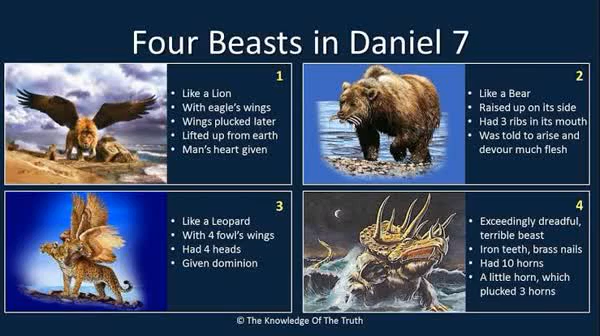 Four Beasts in Daniel 7
1
• Like a Lion
• With eagle's wings
• Wings plucked later
• Lifted up from earth
• Man's heart given
2
• Like a Bear
• Raised up on its side
• Had 3 ribs in its mouth
• Was told to arise and
devour much flesh
3
• Like a Leopard
• With 4 fowl's wings
• Had 4 heads
• Given dominion
4
• Exceedingly dreadful,
terrible beast
• Iron teeth, brass nails
• Had 10 horns
• A little horn, which
plucked 3 horns
© The Knowledge Of The Truth